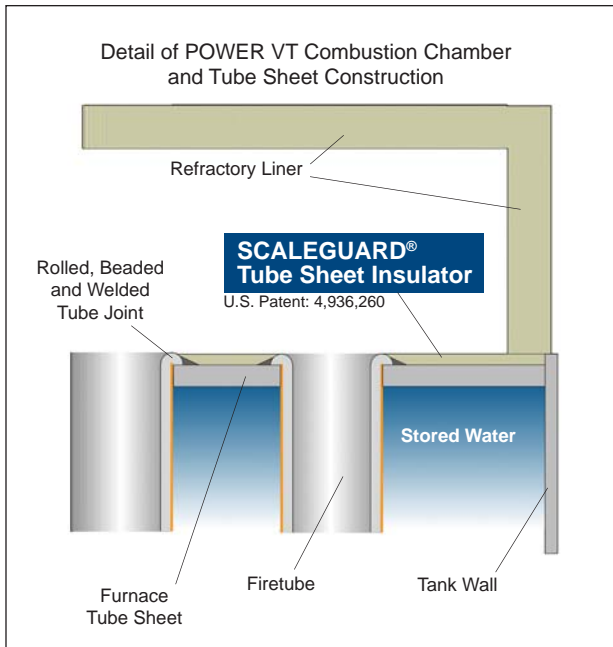 Detail of POWER VT Combustion Chamber
and Tube Sheet Construction
Refractory Liner
SCALEGUARD®
Tube Sheet Insulator
U.S. Patent: 4,936,260
Rolled, Beaded
and Welded
Tube Joint
Stored Water
Furnace
Tube Sheet
Firetube
Tank Wall